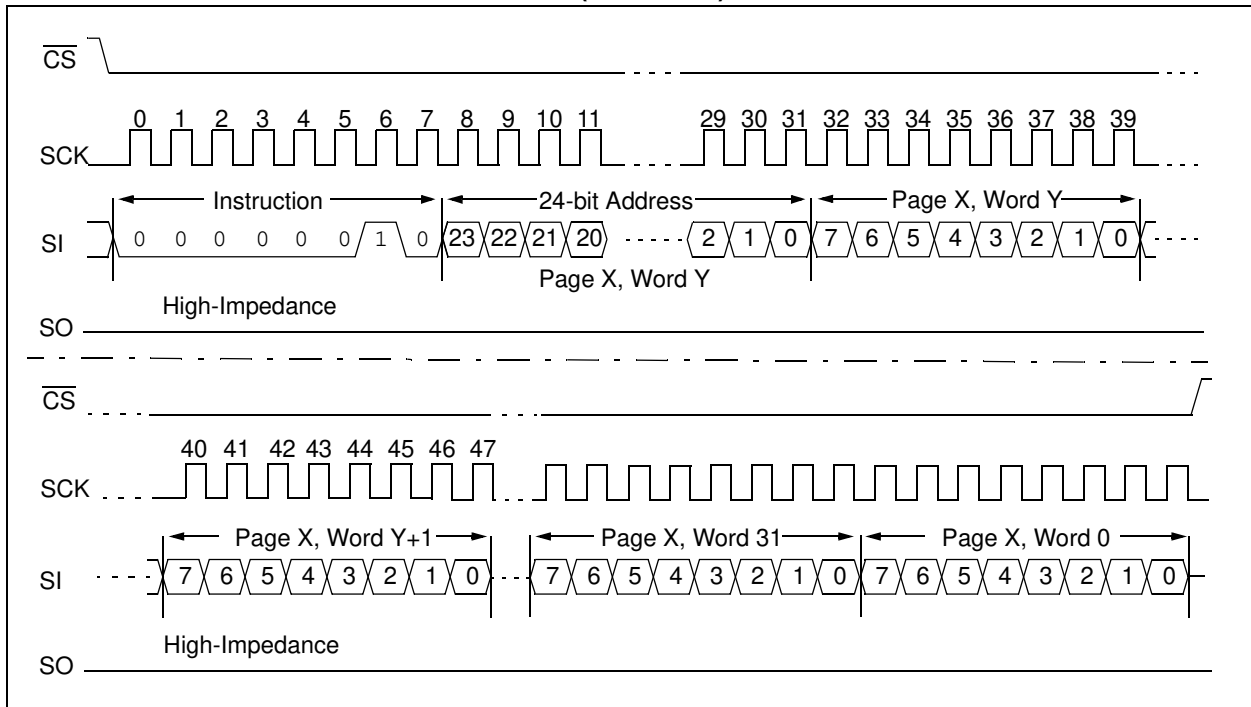 CS
0 1 2 3 4 5 6 7 8 9 10 11 29 30 31 32 33 34 35 36 37 38 39
SCK
Instruction 24-bit Address Page X, Word Y
SI 0 0 0 0 0 0 1 0 23 22 21 20 2 1 0 7 6 5 4 3 2 1 0
Page X, Word Y
High-Impedance
SO
CS
40 41 42 43 44 45 46 47
SCK
Page X, Word Y+1 Page X, Word 31 Page X, Word 0
SI 7 6 5 4 3 2 1 0 7 6 5 4 3 2 1 0 7 6 5 4 3 2 1 0
High-Impedance
SO